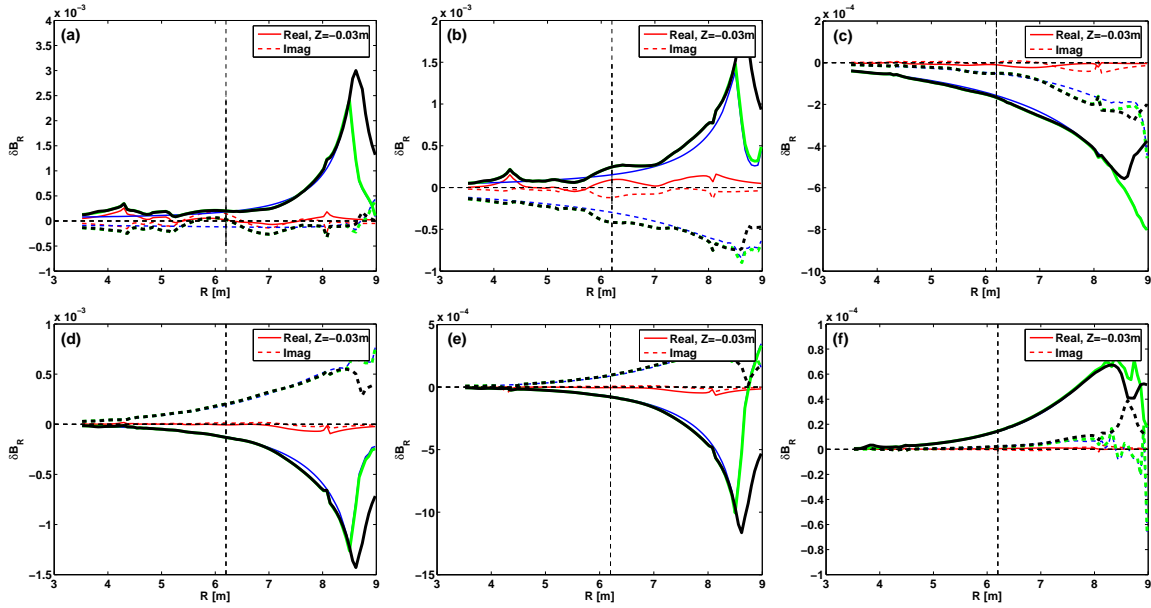 x 10⁻³
(a)
Real, Z=−0.03m
Imag
δB_R
4
3.5
3
2.5
2
1.5
1
0.5
0
−0.5
−1
3 4 5 6 7 8 9
R [m]
x 10⁻³
(b)
Real, Z=−0.03m
Imag
δB_R
2
1.5
1
0.5
0
−0.5
−1
3 4 5 6 7 8 9
R [m]
x 10⁻⁴
(c)
Real, Z=−0.03m
Imag
δB_R
2
0
−2
−4
−6
−8
−10
3 4 5 6 7 8 9
R [m]
x 10⁻³
(d)
Real, Z=−0.03m
Imag
δB_R
1
0.5
0
−0.5
−1
−1.5
3 4 5 6 7 8 9
R [m]
x 10⁻⁴
(e)
Real, Z=−0.03m
Imag
δB_R
5
0
−5
−10
−15
3 4 5 6 7 8 9
R [m]
x 10⁻⁴
(f)
Real, Z=−0.03m
Imag
δB_R
1
0.8
0.6
0.4
0.2
0
−0.2
−0.4
−0.6
−0.8
−1
3 4 5 6 7 8 9
R [m]